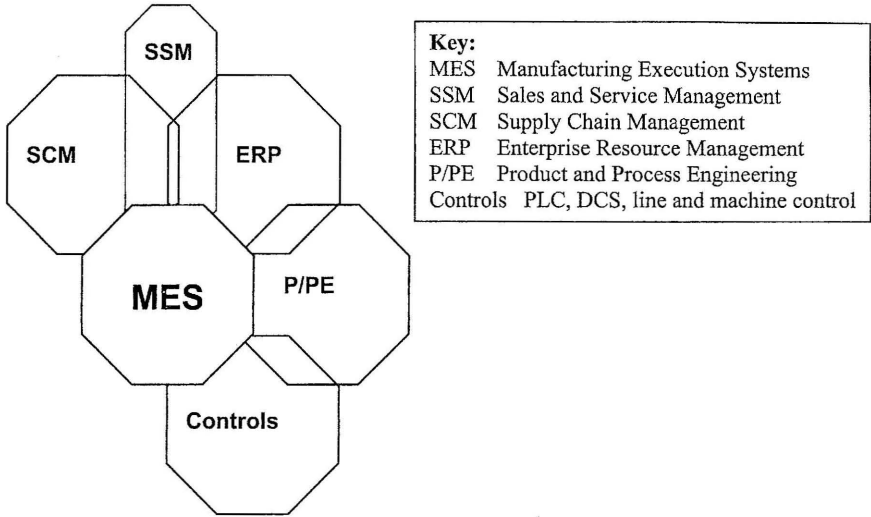 SSM
SCM
ERP
MES
P/PE
Controls
Key:
MES Manufacturing Execution Systems
SSM Sales and Service Management
SCM Supply Chain Management
ERP Enterprise Resource Management
P/PE Product and Process Engineering
Controls PLC, DCS, line and machine control